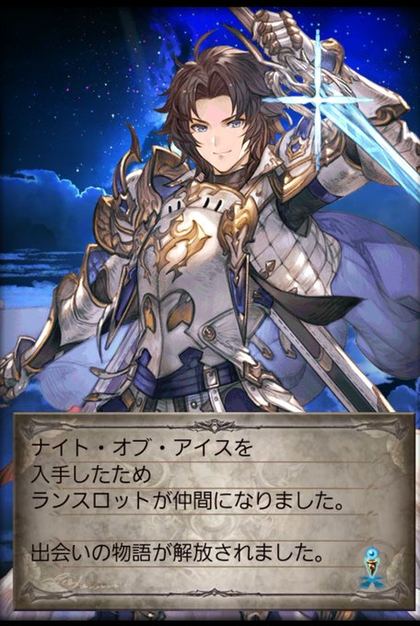 ナイト・オブ・アイスを
入手したため
ランスロットが仲間になりました。
出会いの物語が解放されました。